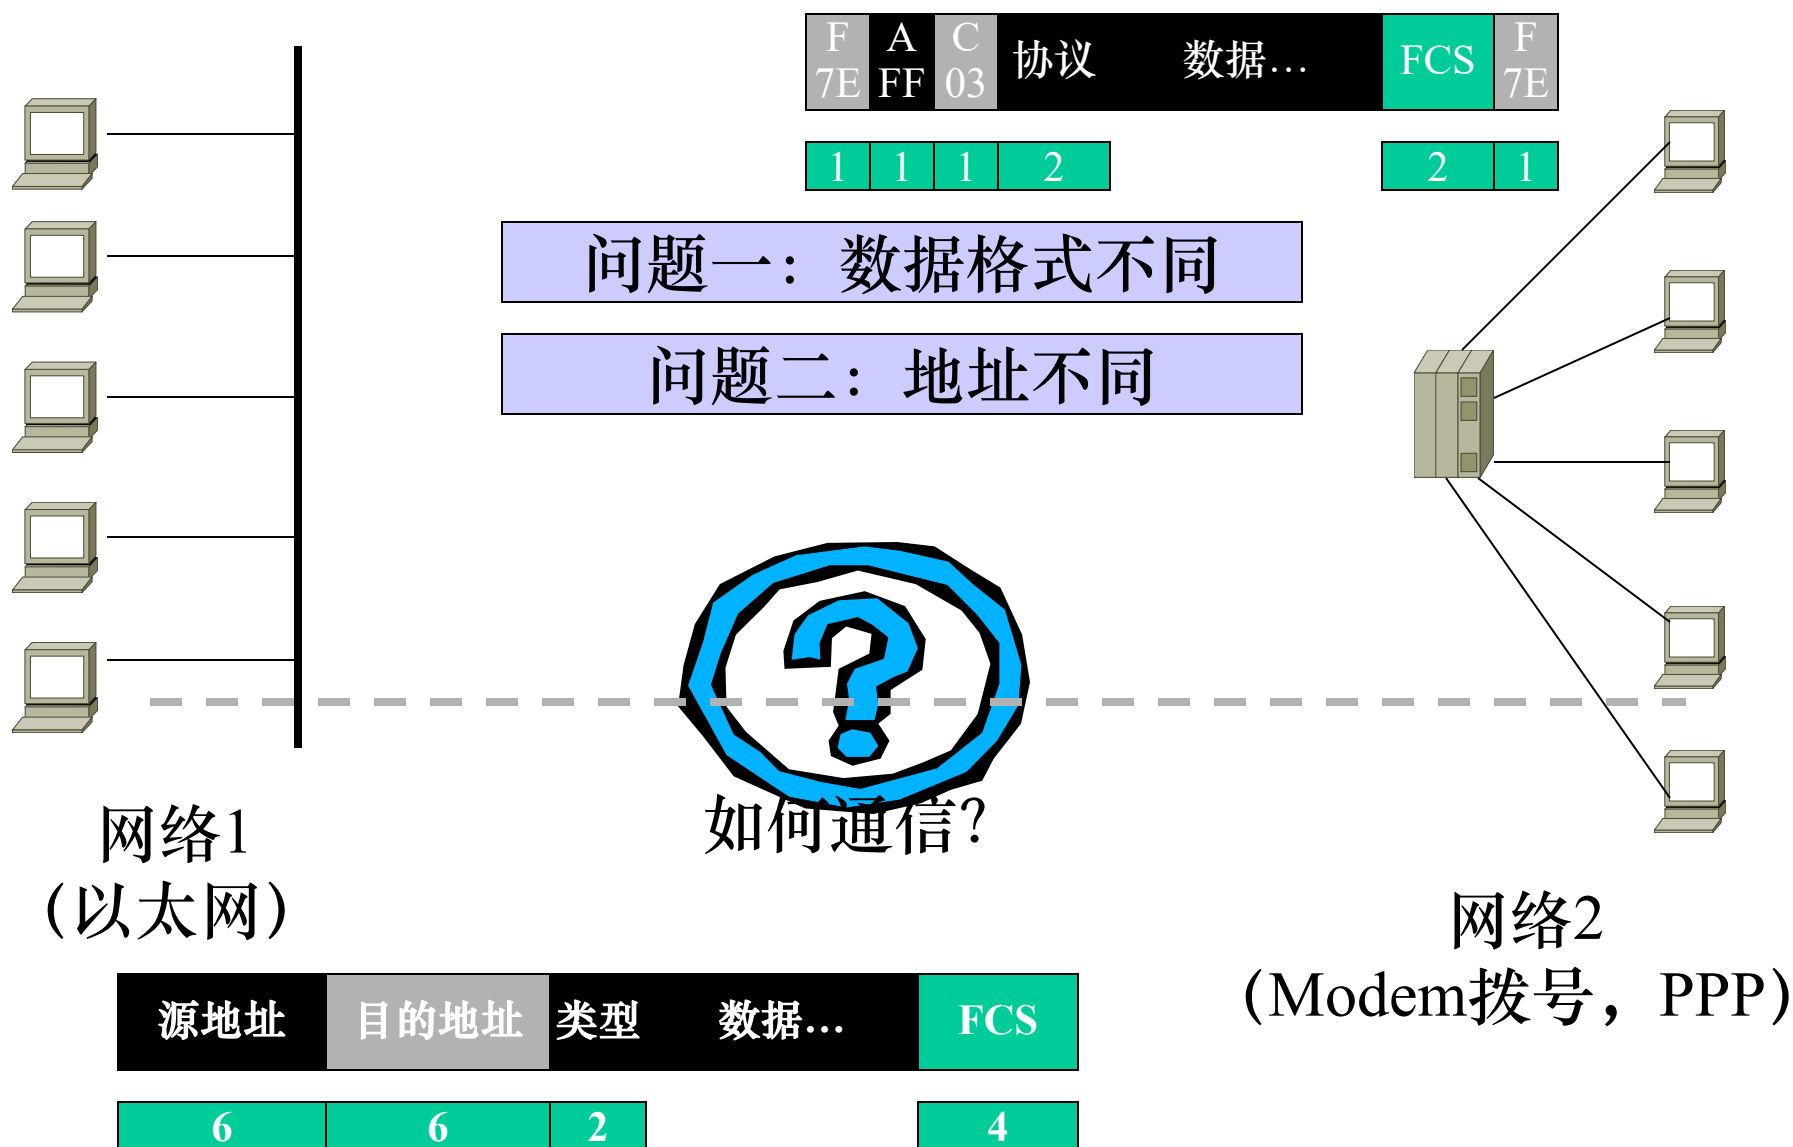 F A C 协议 数据... FCS F
7E FF 03 7E
1 1 1 2 2 1
问题一：数据格式不同
问题二：地址不同
如何通信？
网络1
（以太网）
网络2
（Modem拨号，PPP）
源地址 目的地址 类型 数据... FCS
6 6 2 4